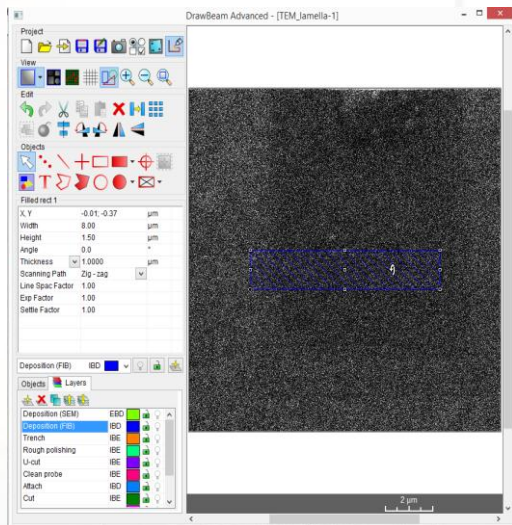 DrawBeam Advanced - [TEM_lamella-1]
Project
View
Edit
Objects
Filled rect 1
X, Y -0.01; -0.37 µm
Width 8.00 µm
Height 1.50 µm
Angle 0.0 °
Thickness 1.0000 µm
Scanning Path Zig - zag
Line Spac Factor 1.00
Exp Factor 1.00
Settle Factor 1.00
Deposition (FIB) IBD
Objects Layers
Deposition (SEM) EBD
Deposition (FIB) IBD
Trench IBE
Rough polishing IBE
U-cut IBE
Clean probe IBE
Attach IBD
Cut IBE
2 µm